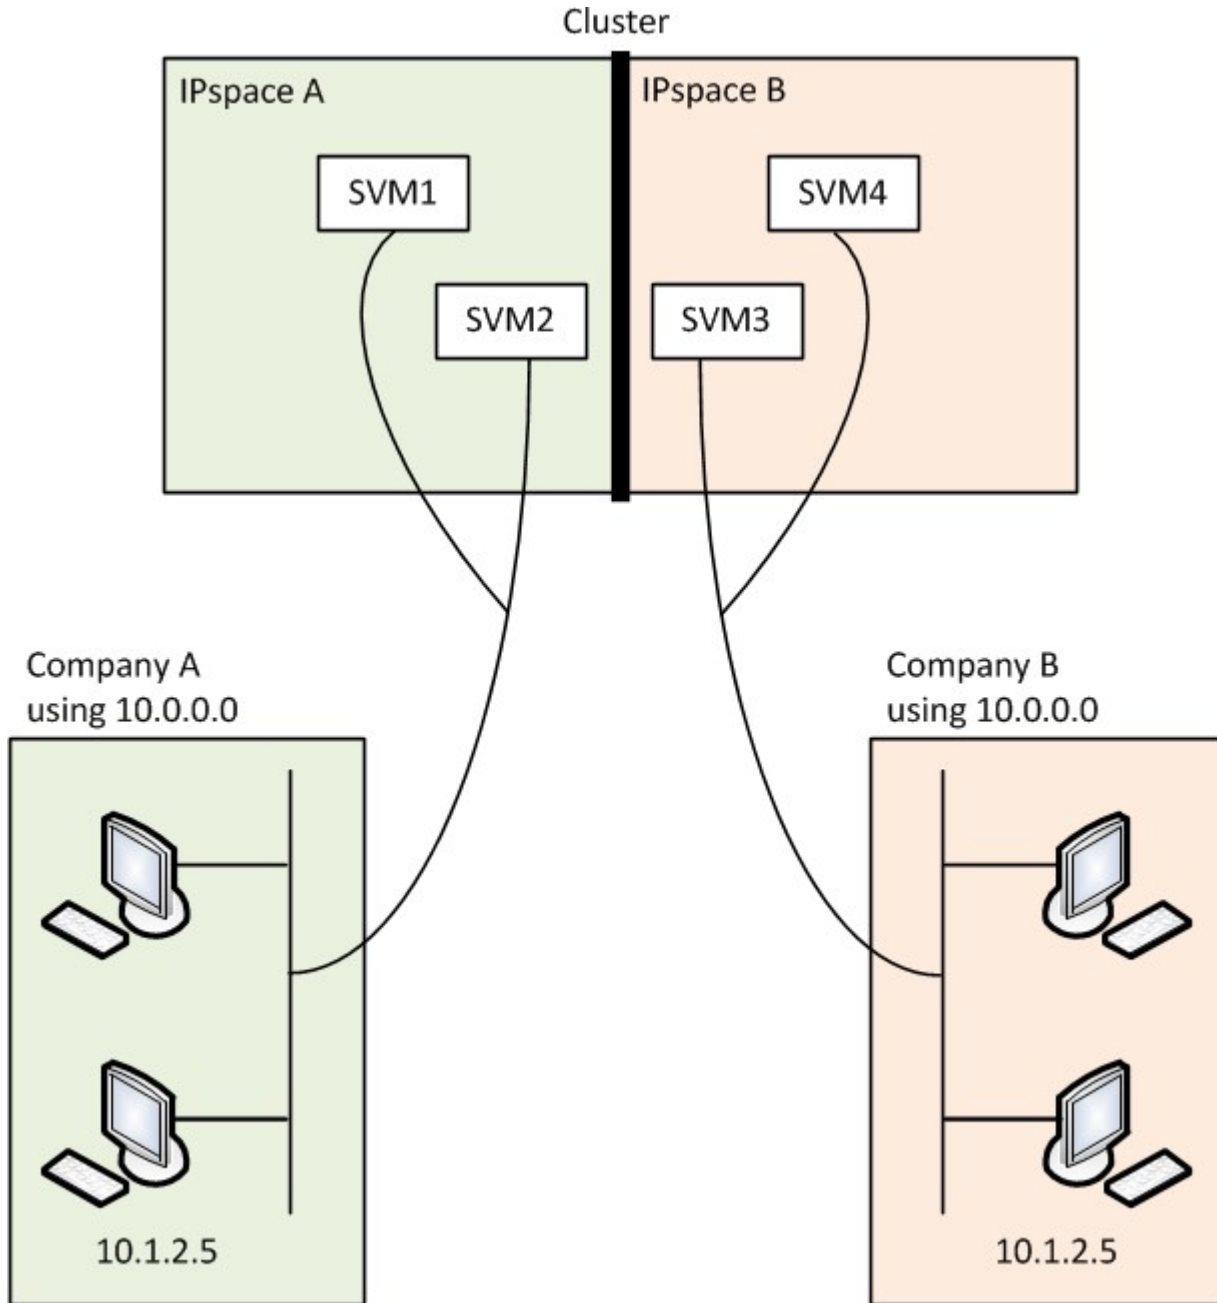 Cluster
IPspace A
IPspace B
SVM1
SVM4
SVM2
SVM3
Company A
using 10.0.0.0
Company B
using 10.0.0.0
10.1.2.5
10.1.2.5